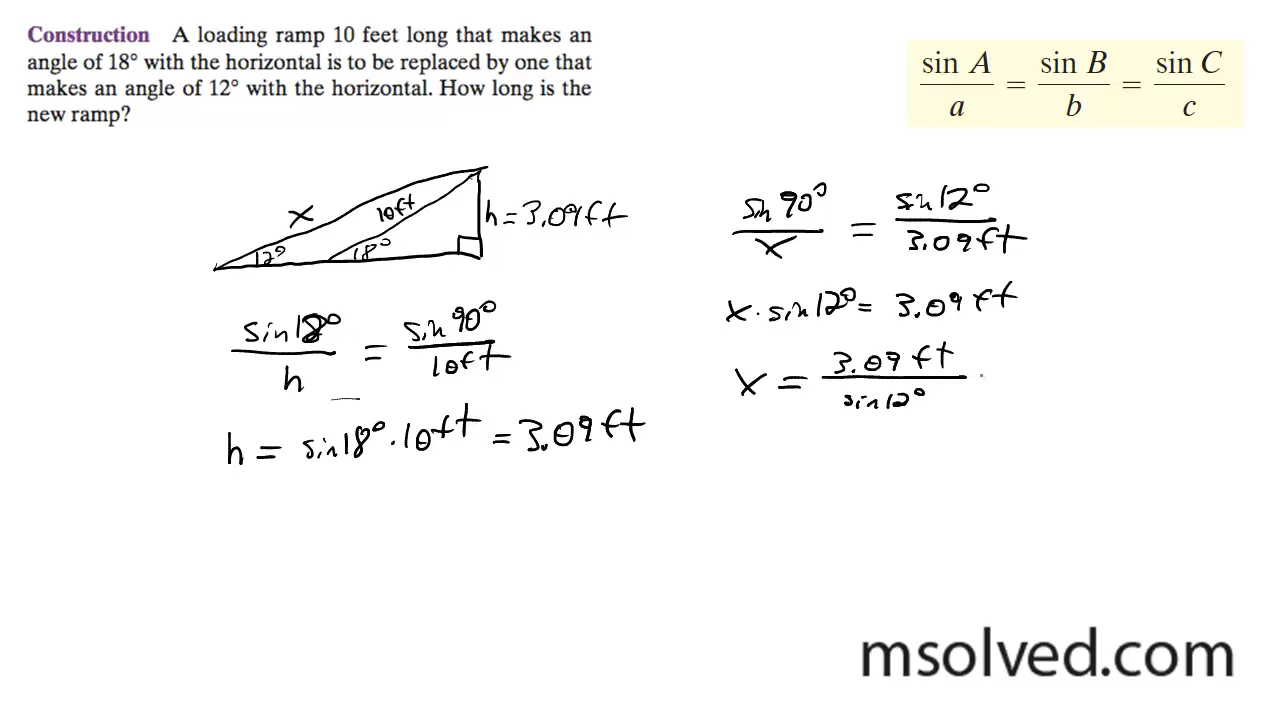 Construction A loading ramp 10 feet long that makes an
angle of 18° with the horizontal is to be replaced by one that
makes an angle of 12° with the horizontal. How long is the
new ramp?
sin A / a = sin B / b = sin C / c
x
10ft
h = 3.09ft
12°
18°
sin 18° / h = sin 90° / 10ft
h = sin 18° · 10ft = 3.09ft
sin 90° / x = sin 12° / 3.09ft
x · sin 12° = 3.09 ft
x = 3.09 ft / sin 12°
msolved.com